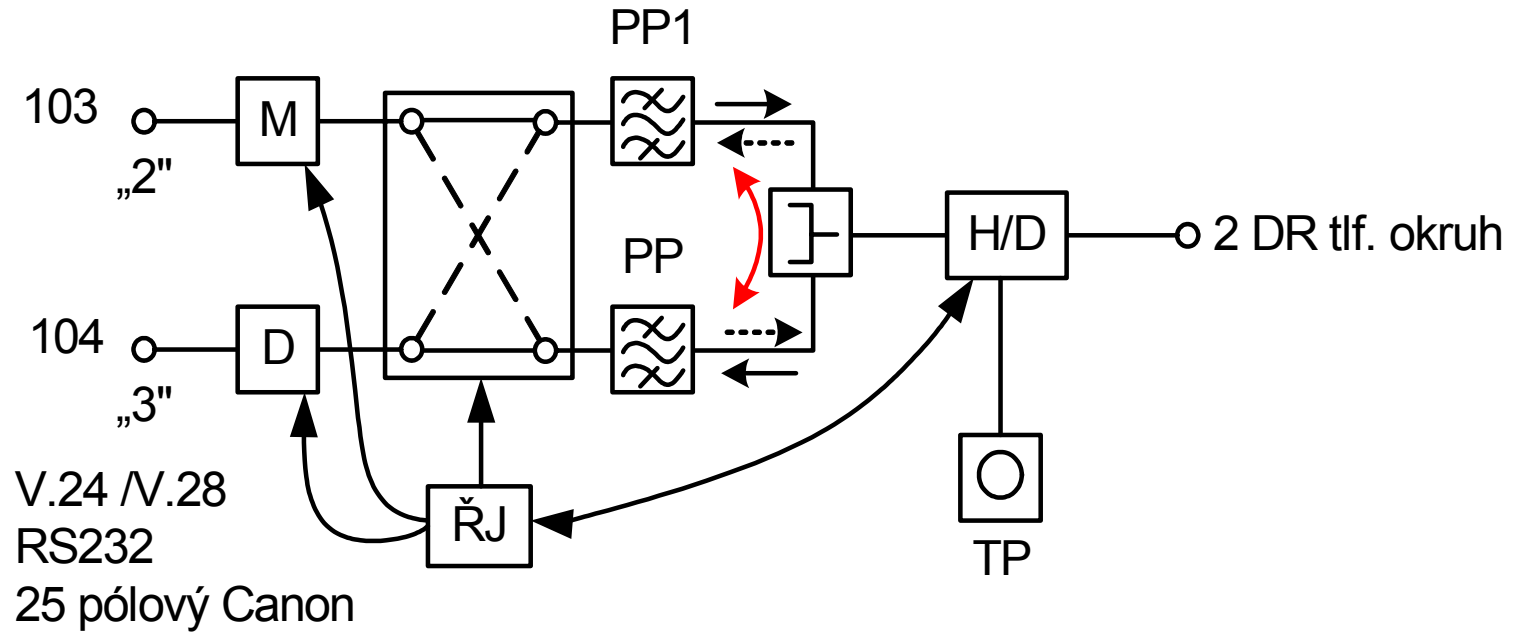 PP1
103
M
„2"
PP
H/D
2 DR tlf. okruh
104
D
„3"
V.24 /V.28
RS232
25 pólový Canon
ŘJ
TP